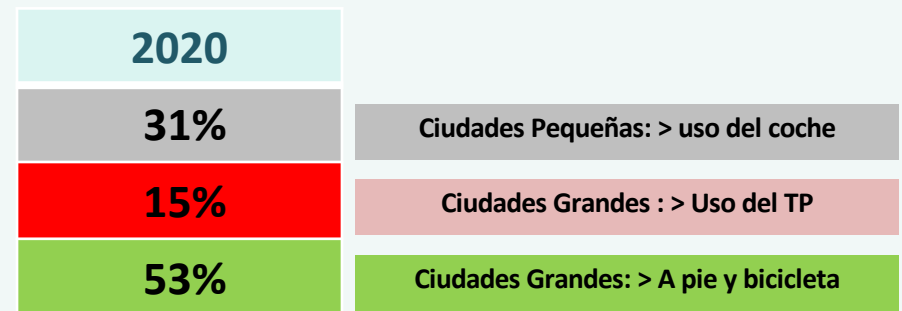 2020
31%
Ciudades Pequeñas: > uso del coche
15%
Ciudades Grandes : > Uso del TP
53%
Ciudades Grandes: > A pie y bicicleta